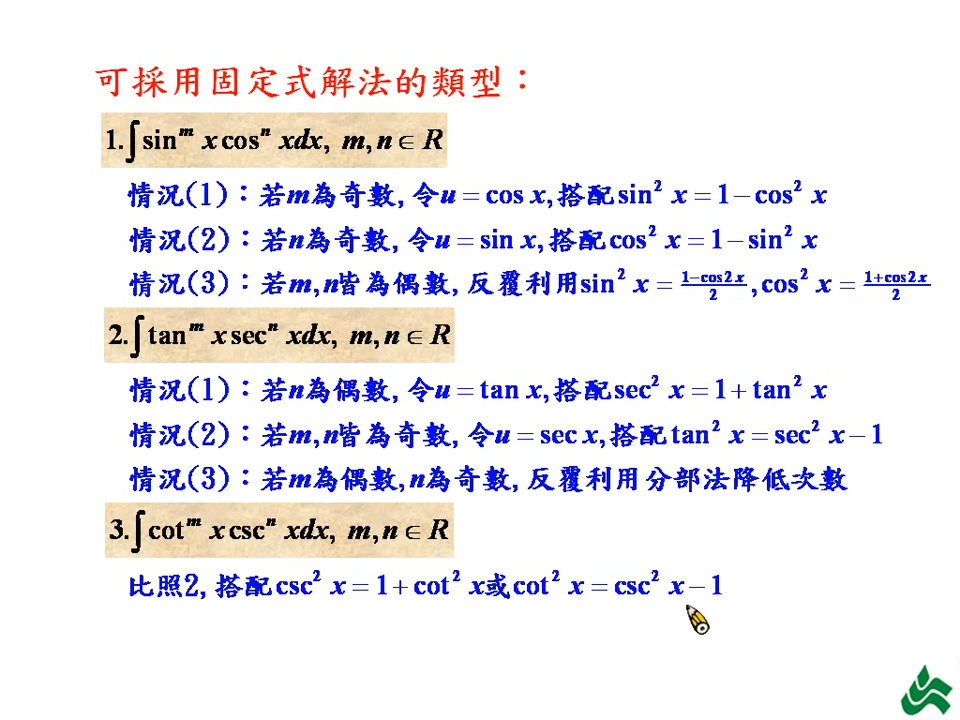 可採用固定式解法的類型：
1. ∫ sin^m x cos^n x dx, m, n ∈ R
情況(1)：若m為奇數, 令u = cos x, 搭配 sin² x = 1 − cos² x
情況(2)：若n為奇數, 令u = sin x, 搭配 cos² x = 1 − sin² x
情況(3)：若m, n皆為偶數, 反覆利用 sin² x = (1−cos 2x)/2, cos² x = (1+cos 2x)/2
2. ∫ tan^m x sec^n x dx, m, n ∈ R
情況(1)：若n為偶數, 令u = tan x, 搭配 sec² x = 1 + tan² x
情況(2)：若m, n皆為奇數, 令u = sec x, 搭配 tan² x = sec² x − 1
情況(3)：若m為偶數, n為奇數, 反覆利用分部法降低次數
3. ∫ cot^m x csc^n x dx, m, n ∈ R
比照2, 搭配 csc² x = 1 + cot² x 或 cot² x = csc² x − 1